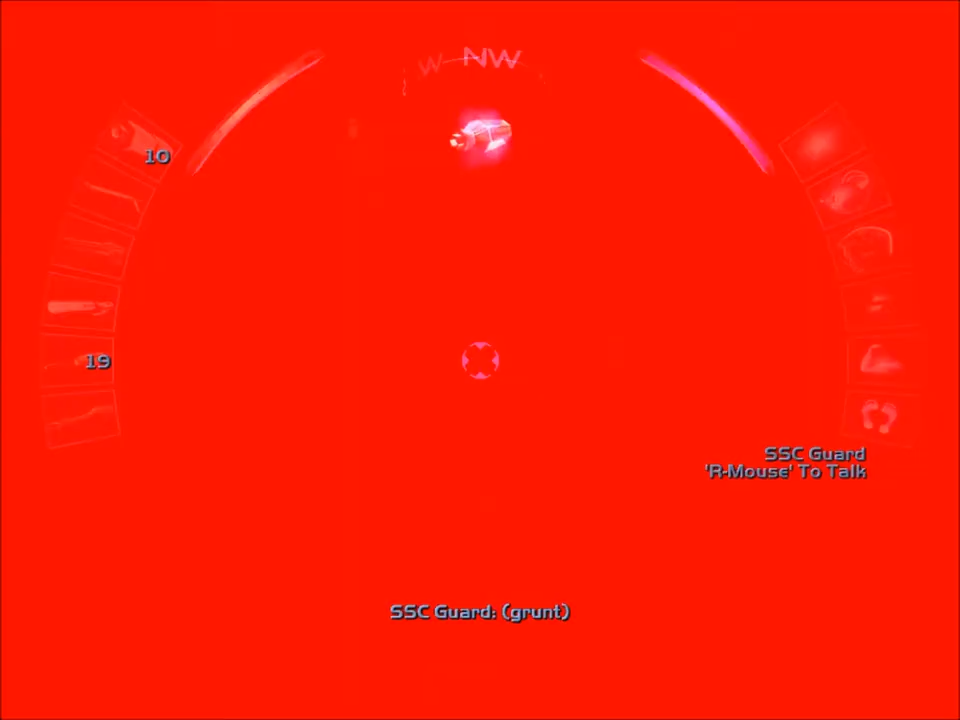 W NW
10
19
SSC Guard
'R-Mouse' To Talk
SSC Guard: (grunt)